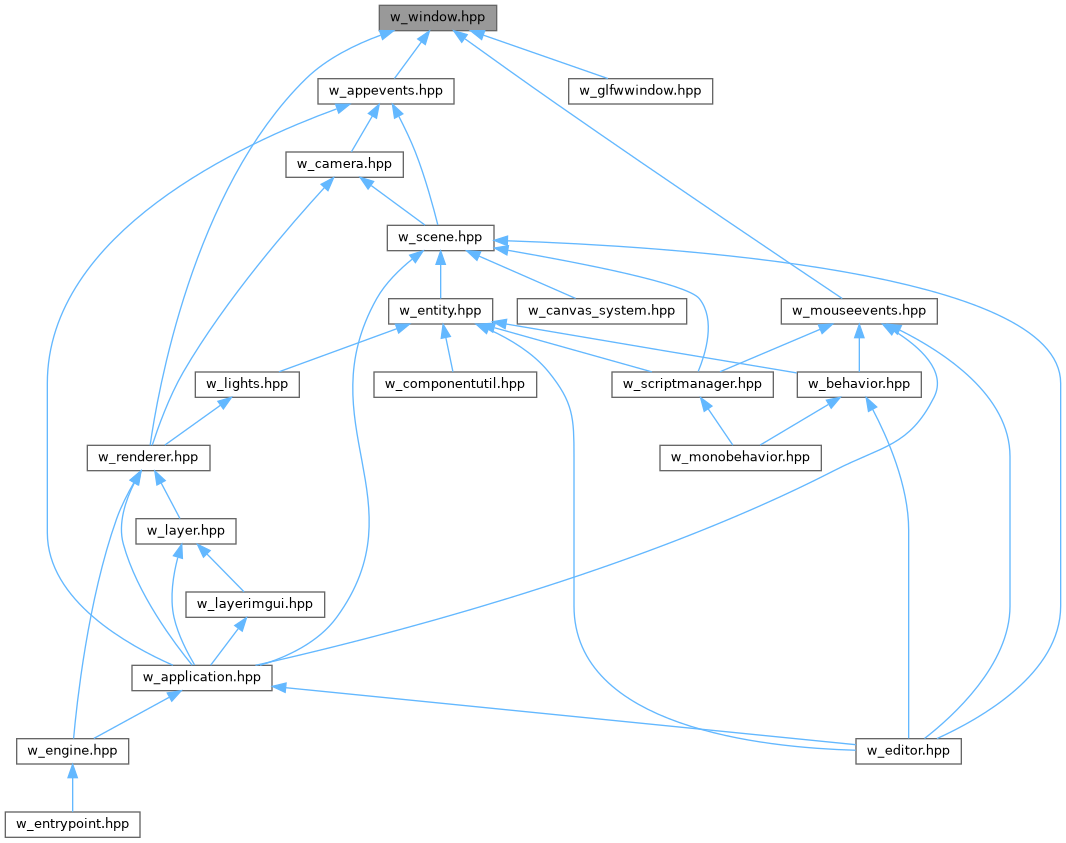 w_window.hpp
w_appevents.hpp
w_glfwwindow.hpp
w_camera.hpp
w_scene.hpp
w_entity.hpp
w_canvas_system.hpp
w_mouseevents.hpp
w_lights.hpp
w_componentutil.hpp
w_scriptmanager.hpp
w_behavior.hpp
w_renderer.hpp
w_monobehavior.hpp
w_layer.hpp
w_layerimgui.hpp
w_application.hpp
w_engine.hpp
w_editor.hpp
w_entrypoint.hpp